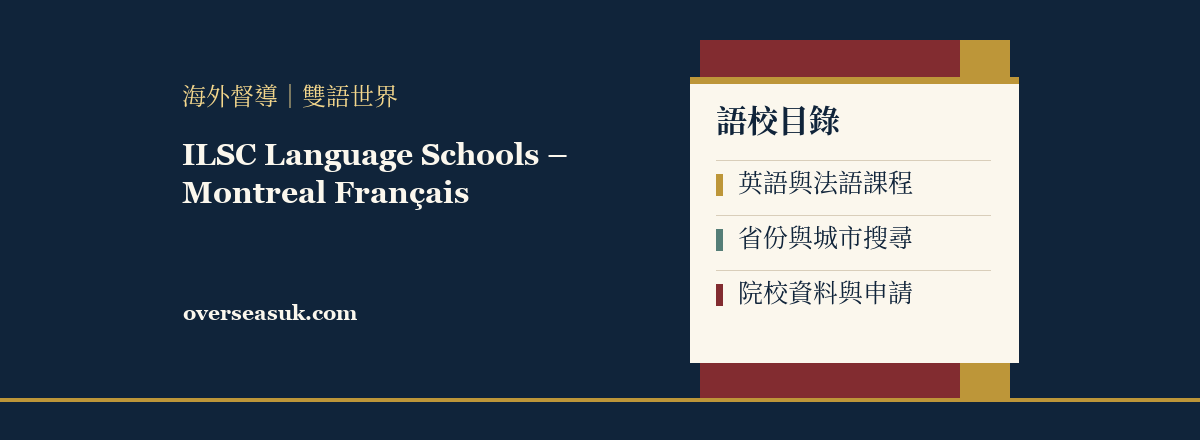 海外督導｜雙語世界
ILSC Language Schools –
Montreal Français
overseasuk.com
語校目錄
英語與法語課程
省份與城市搜尋
院校資料與申請